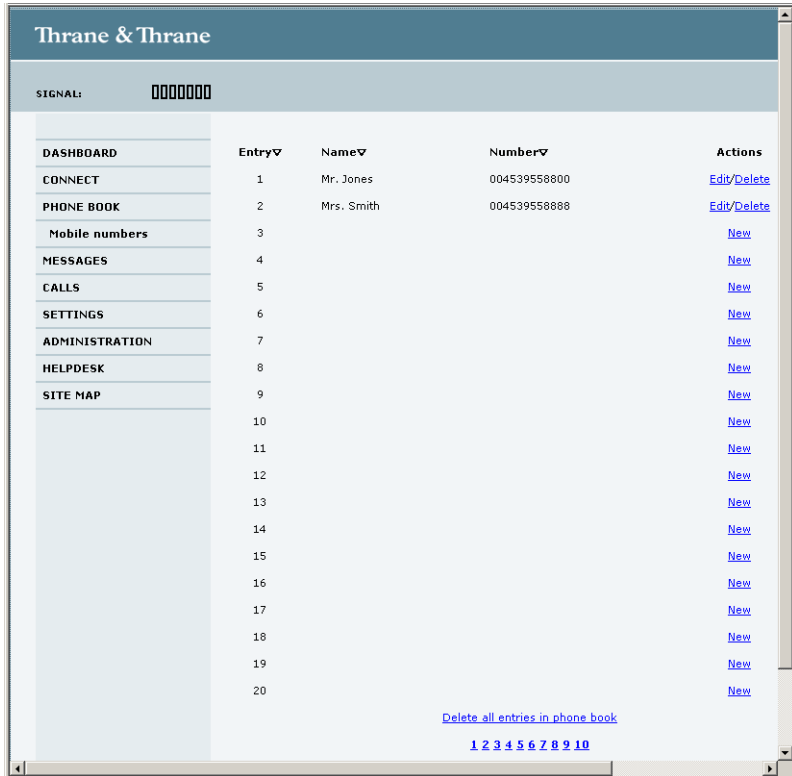 Thrane & Thrane
SIGNAL:
DASHBOARD
CONNECT
PHONE BOOK
Mobile numbers
MESSAGES
CALLS
SETTINGS
ADMINISTRATION
HELPDESK
SITE MAP
Entry Name Number Actions
1 Mr. Jones 004539558800 Edit/Delete
2 Mrs. Smith 004539558888 Edit/Delete
3 New
4 New
5 New
6 New
7 New
8 New
9 New
10 New
11 New
12 New
13 New
14 New
15 New
16 New
17 New
18 New
19 New
20 New
Delete all entries in phone book
1 2 3 4 5 6 7 8 9 10